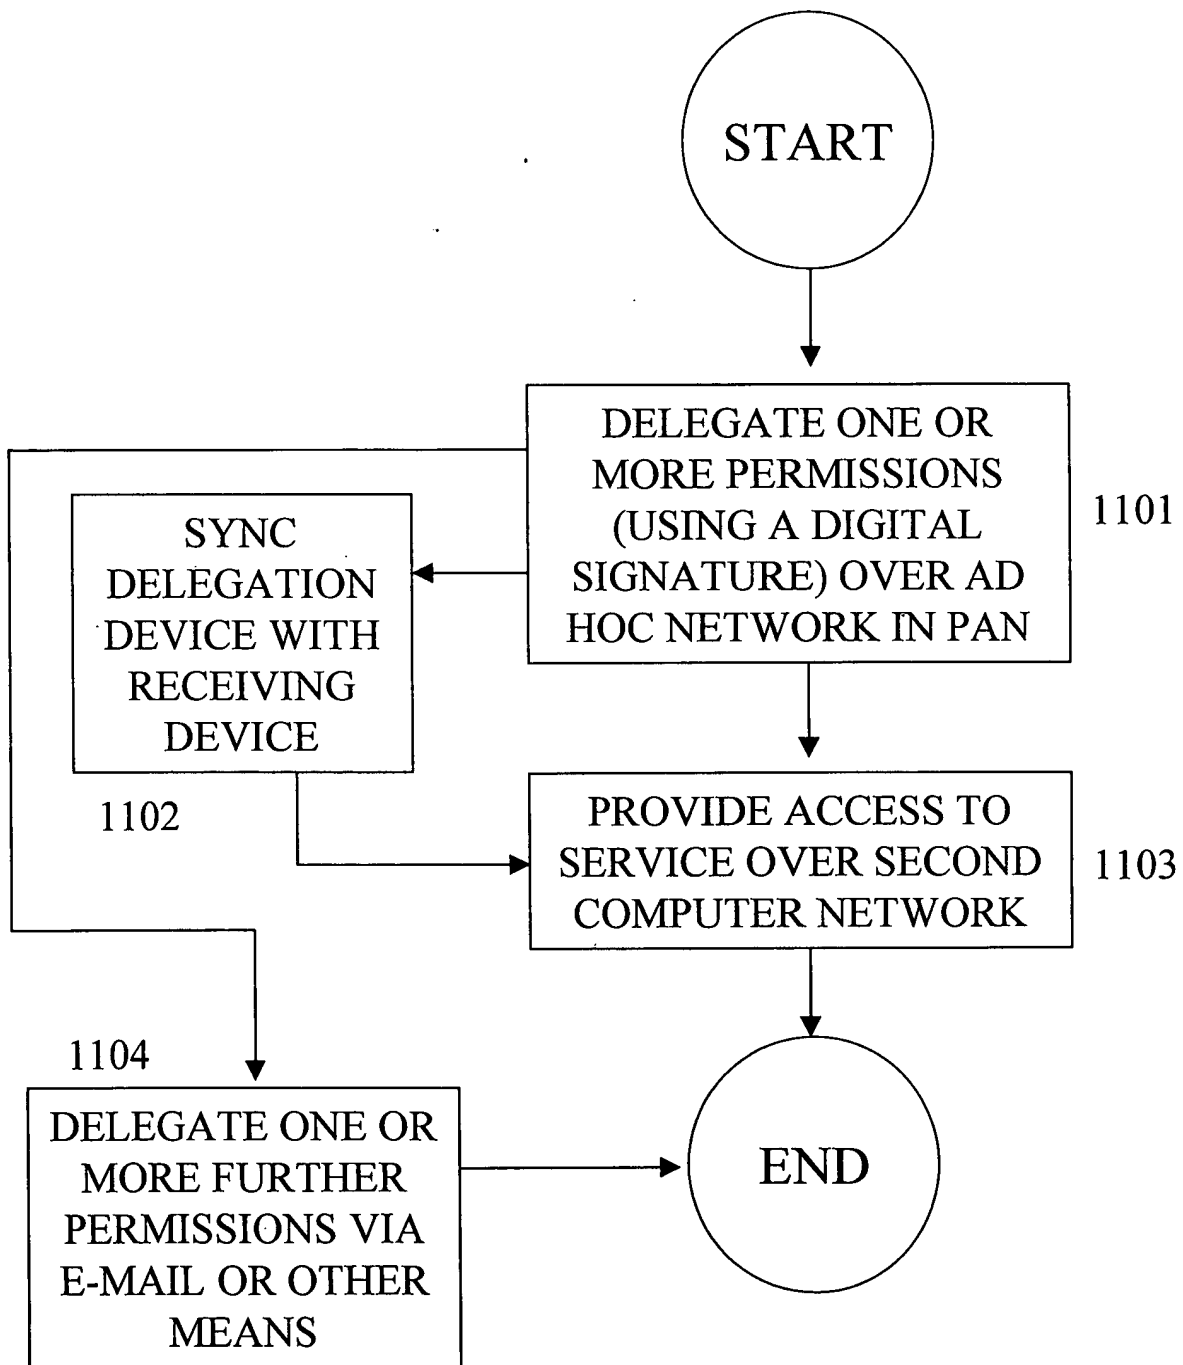 START
DELEGATE ONE OR
MORE PERMISSIONS
(USING A DIGITAL
SIGNATURE) OVER AD
HOC NETWORK IN PAN
1101
SYNC
DELEGATION
DEVICE WITH
RECEIVING
DEVICE
1102
PROVIDE ACCESS TO
SERVICE OVER SECOND
COMPUTER NETWORK
1103
1104
DELEGATE ONE OR
MORE FURTHER
PERMISSIONS VIA
E-MAIL OR OTHER
MEANS
END